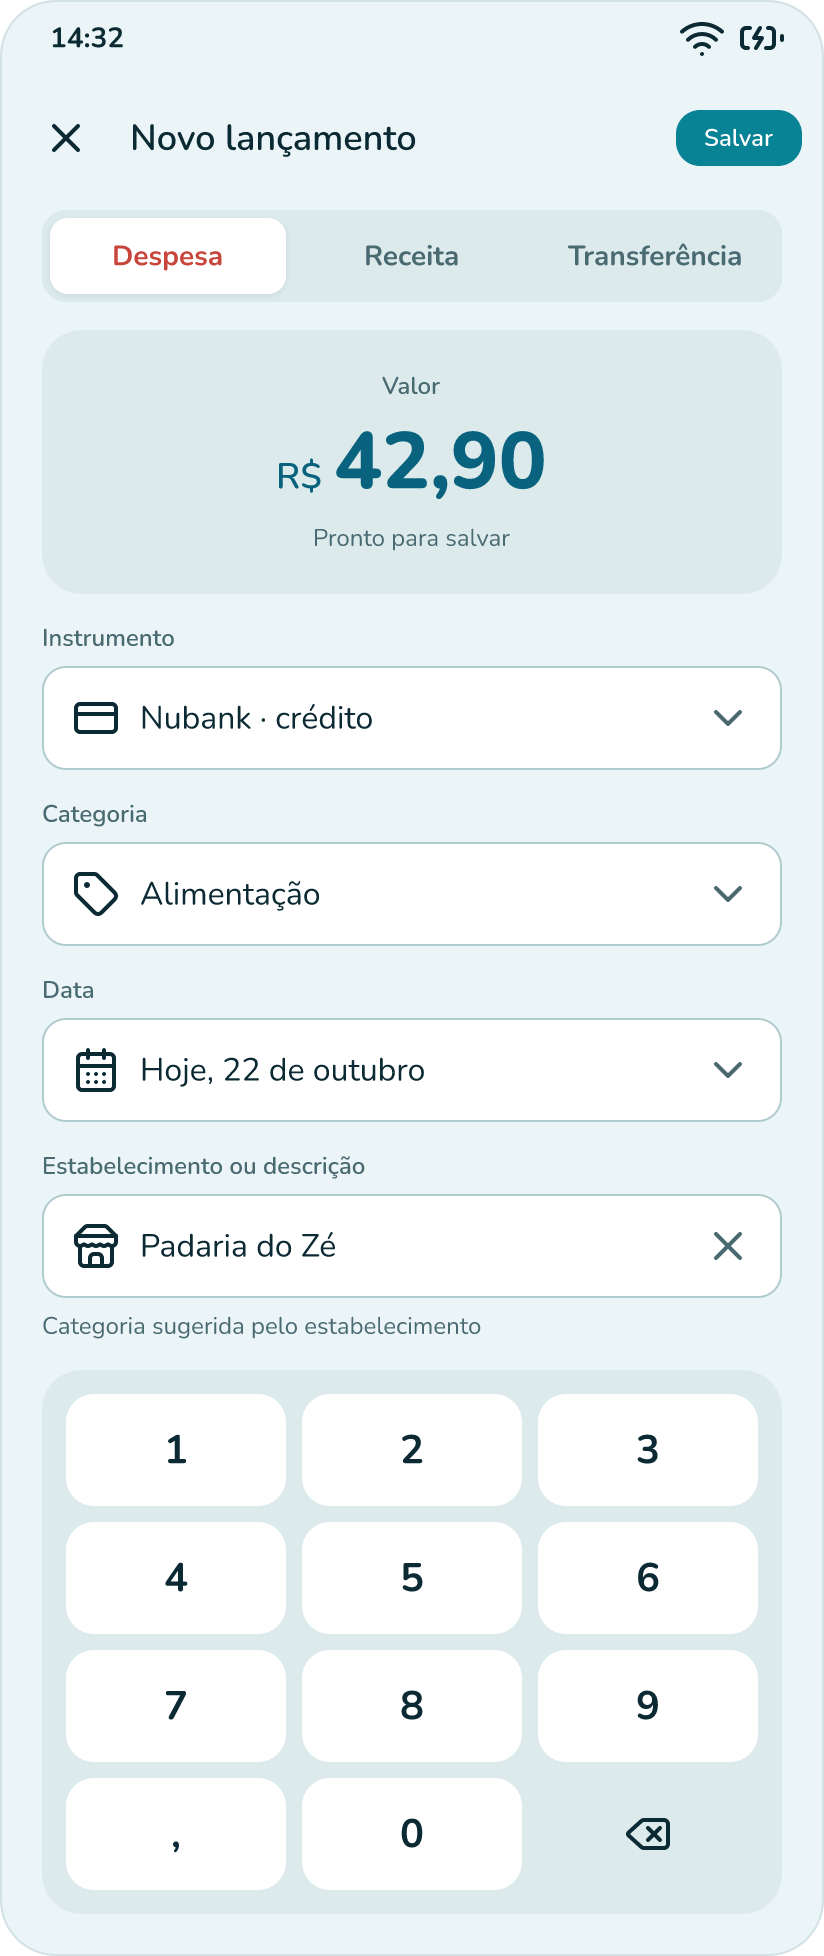 14:32
Novo lançamento
Salvar
Despesa
Receita
Transferência
Valor
R$ 42,90
Pronto para salvar
Instrumento
Nubank · crédito
Categoria
Alimentação
Data
Hoje, 22 de outubro
Estabelecimento ou descrição
Padaria do Zé
Categoria sugerida pelo estabelecimento
1
2
3
4
5
6
7
8
9
,
0